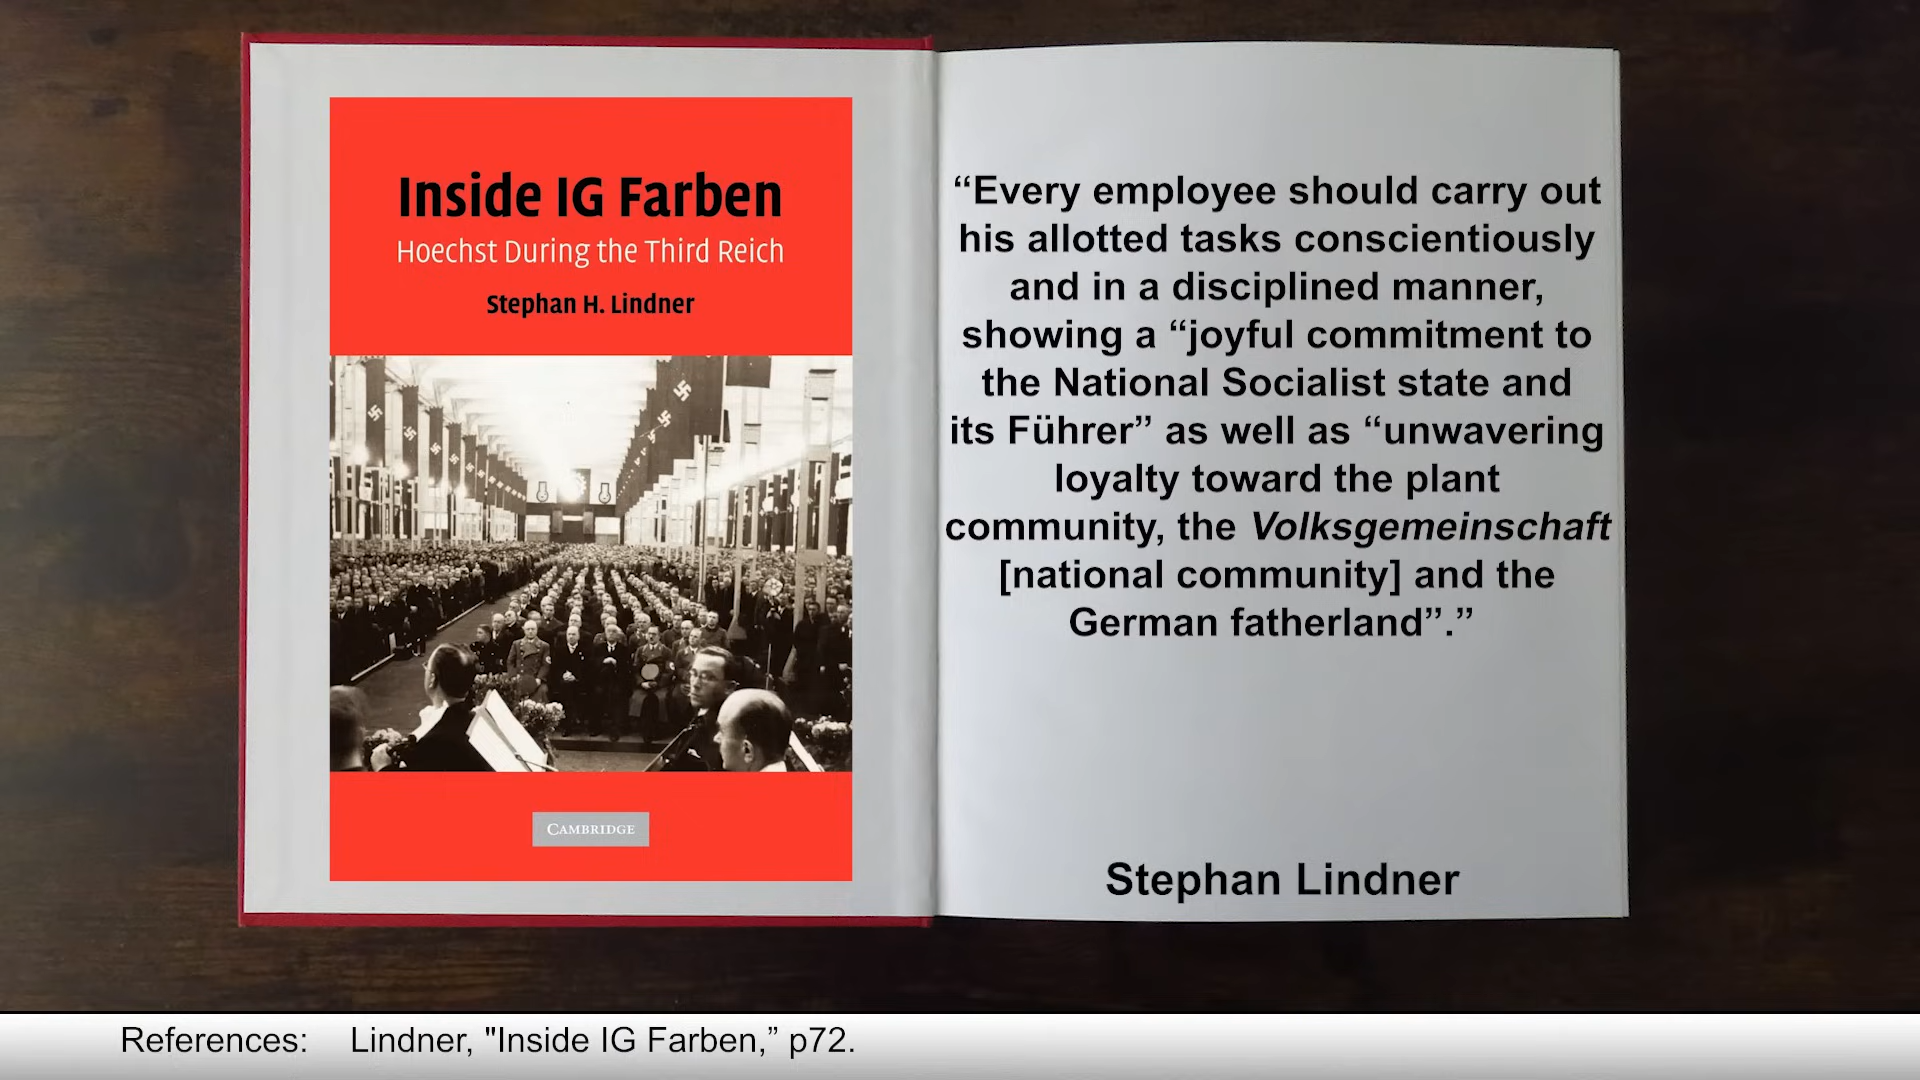 Inside IG Farben
Hoechst During the Third Reich
Stephan H. Lindner
CAMBRIDGE
“Every employee should carry out
his allotted tasks conscientiously
and in a disciplined manner,
showing a “joyful commitment to
the National Socialist state and
its Führer” as well as “unwavering
loyalty toward the plant
community, the Volksgemeinschaft
[national community] and the
German fatherland”.”
Stephan Lindner
References: Lindner, "Inside IG Farben,” p72.